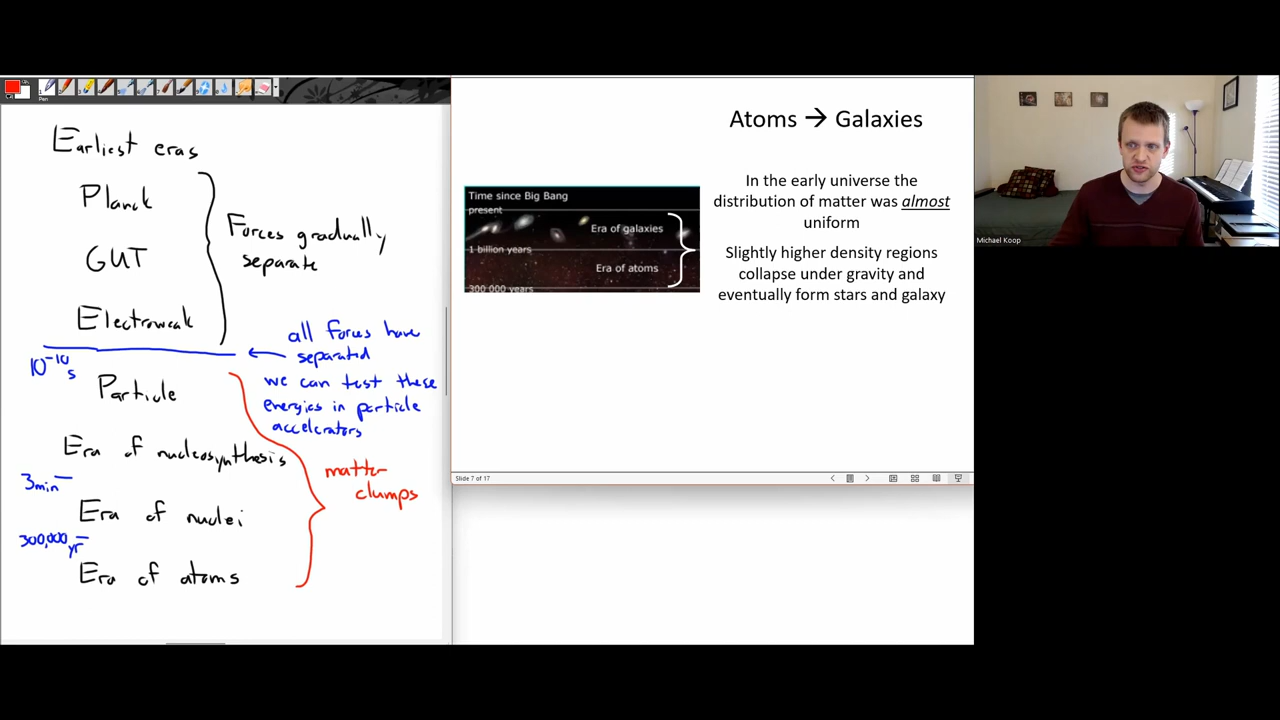 Pen
Earliest eras
Planck
GUT
Electroweak
Forces gradually
separate
all forces have
separated
10⁻¹⁰ s
we can test these
energies in particle
accelerators
Particle
Era of nucleosynthesis
matter
clumps
3min
Era of nuclei
300,000 yr
Era of atoms
Atoms → Galaxies
In the early universe the
distribution of matter was almost
uniform
Slightly higher density regions
collapse under gravity and
eventually form stars and galaxy
Time since Big Bang
present
Era of galaxies
1 billion years
Era of atoms
300 000 years
Slide 7 of 17
Michael Koop